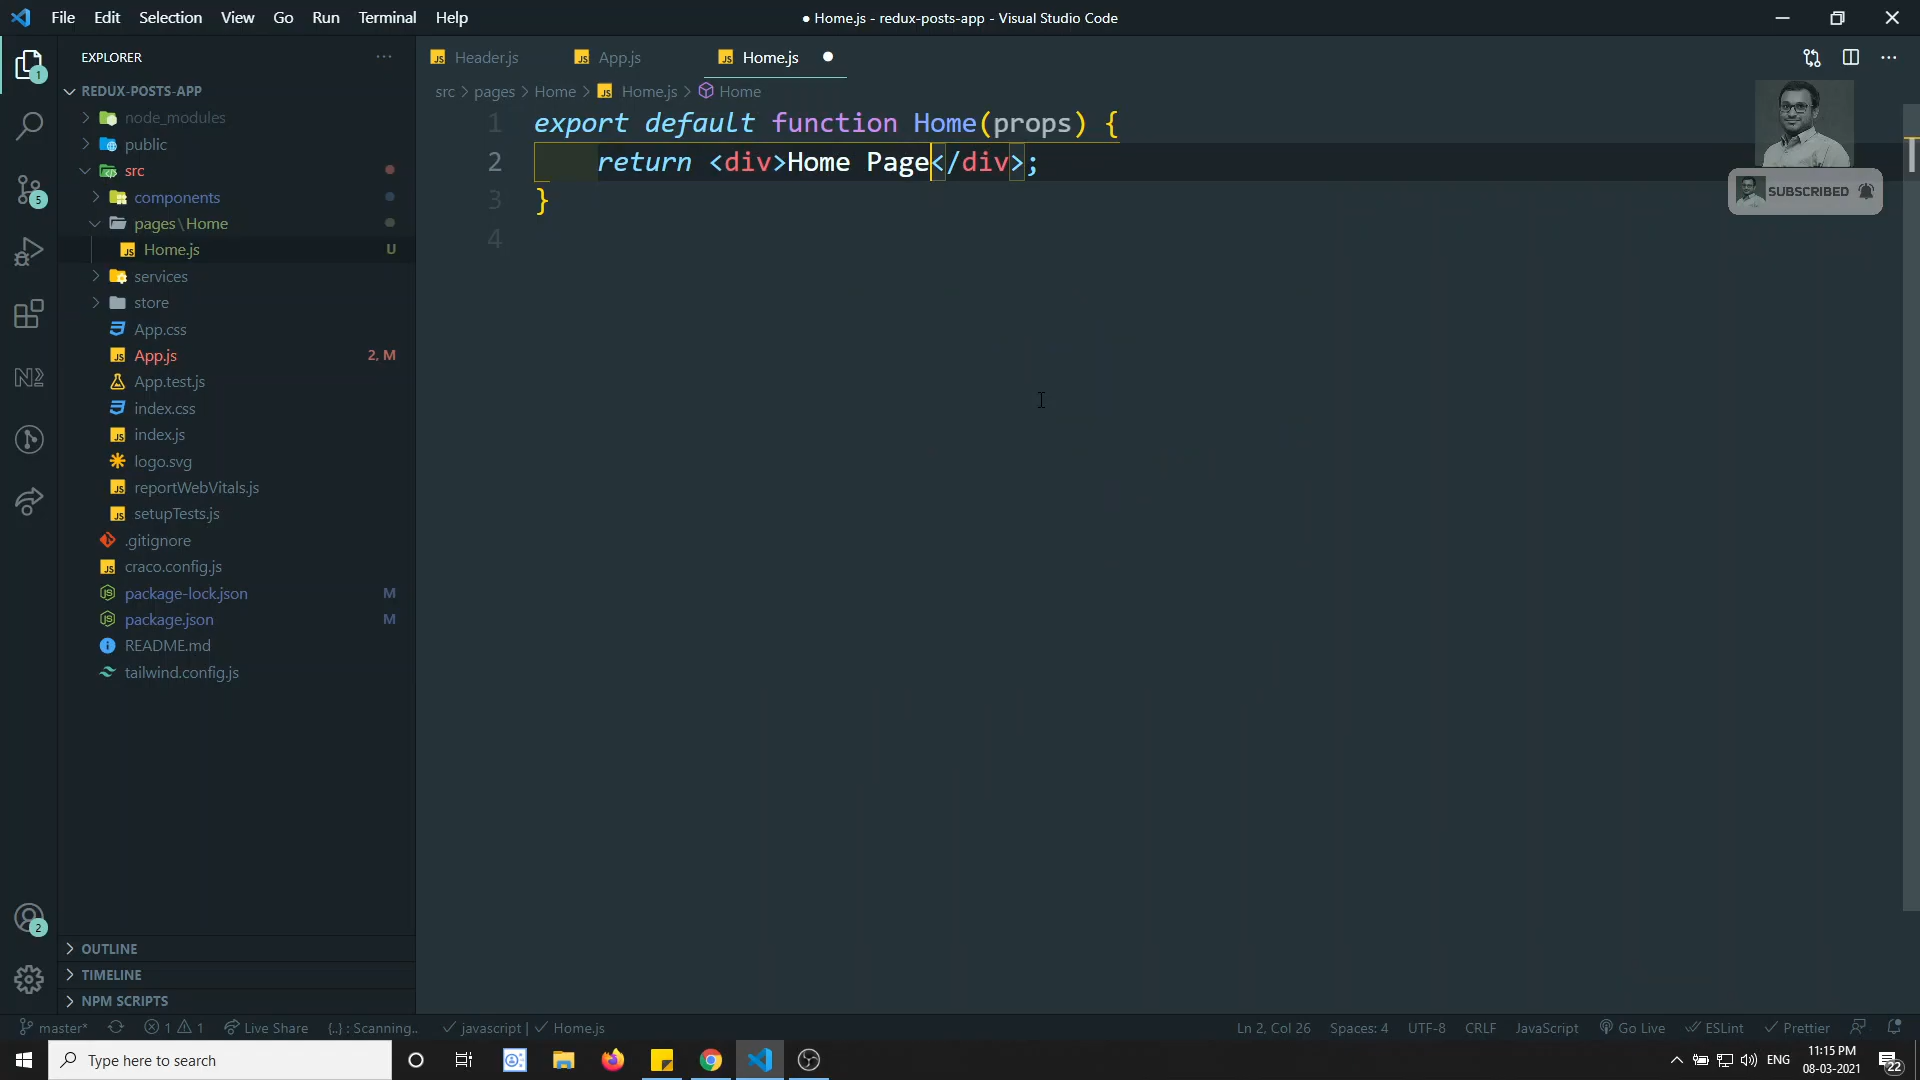 File Edit Selection View Go Run Terminal Help
● Home.js - redux-posts-app - Visual Studio Code
EXPLORER
Header.js
App.js
Home.js
REDUX-POSTS-APP
src > pages > Home > Home.js > Home
node_modules
public
src
components
pages\Home
Home.js U
services
store
App.css
App.js 2, M
App.test.js
index.css
index.js
logo.svg
reportWebVitals.js
setupTests.js
.gitignore
craco.config.js
package-lock.json M
package.json M
README.md
tailwind.config.js
1 export default function Home(props) {
2 return <div>Home Page</div>;
3 }
4
SUBSCRIBED
1
5
2
OUTLINE
TIMELINE
NPM SCRIPTS
master* 1 1 Live Share {..} : Scanning.. javascript | Home.js
Ln 2, Col 26 Spaces: 4 UTF-8 CRLF JavaScript Go Live ESLint Prettier
Type here to search
ENG
11:15 PM
08-03-2021
22